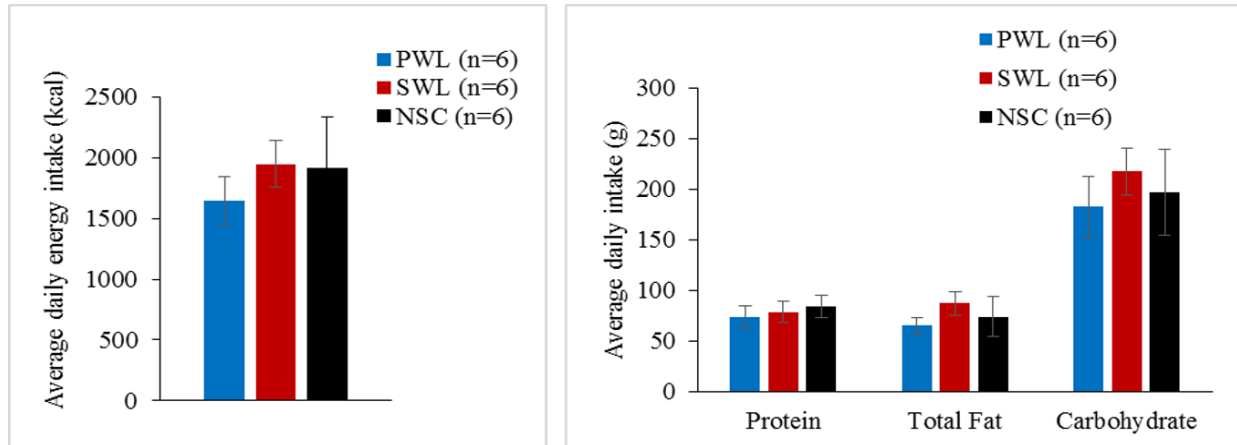 PWL (n=6)
SWL (n=6)
NSC (n=6)
Average daily energy intake (kcal)
2500
2000
1500
1000
500
0
PWL (n=6)
SWL (n=6)
NSC (n=6)
Average daily intake (g)
300
250
200
150
100
50
0
Protein Total Fat Carbohydrate